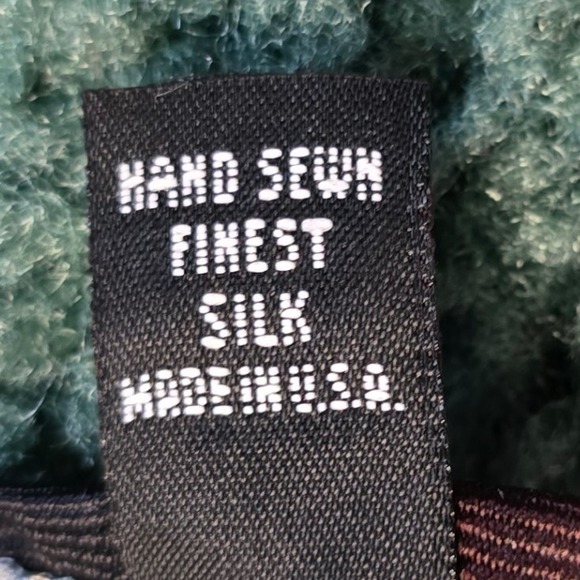 HAND SEWN
FINEST
SILK
MADE IN U.S.A.